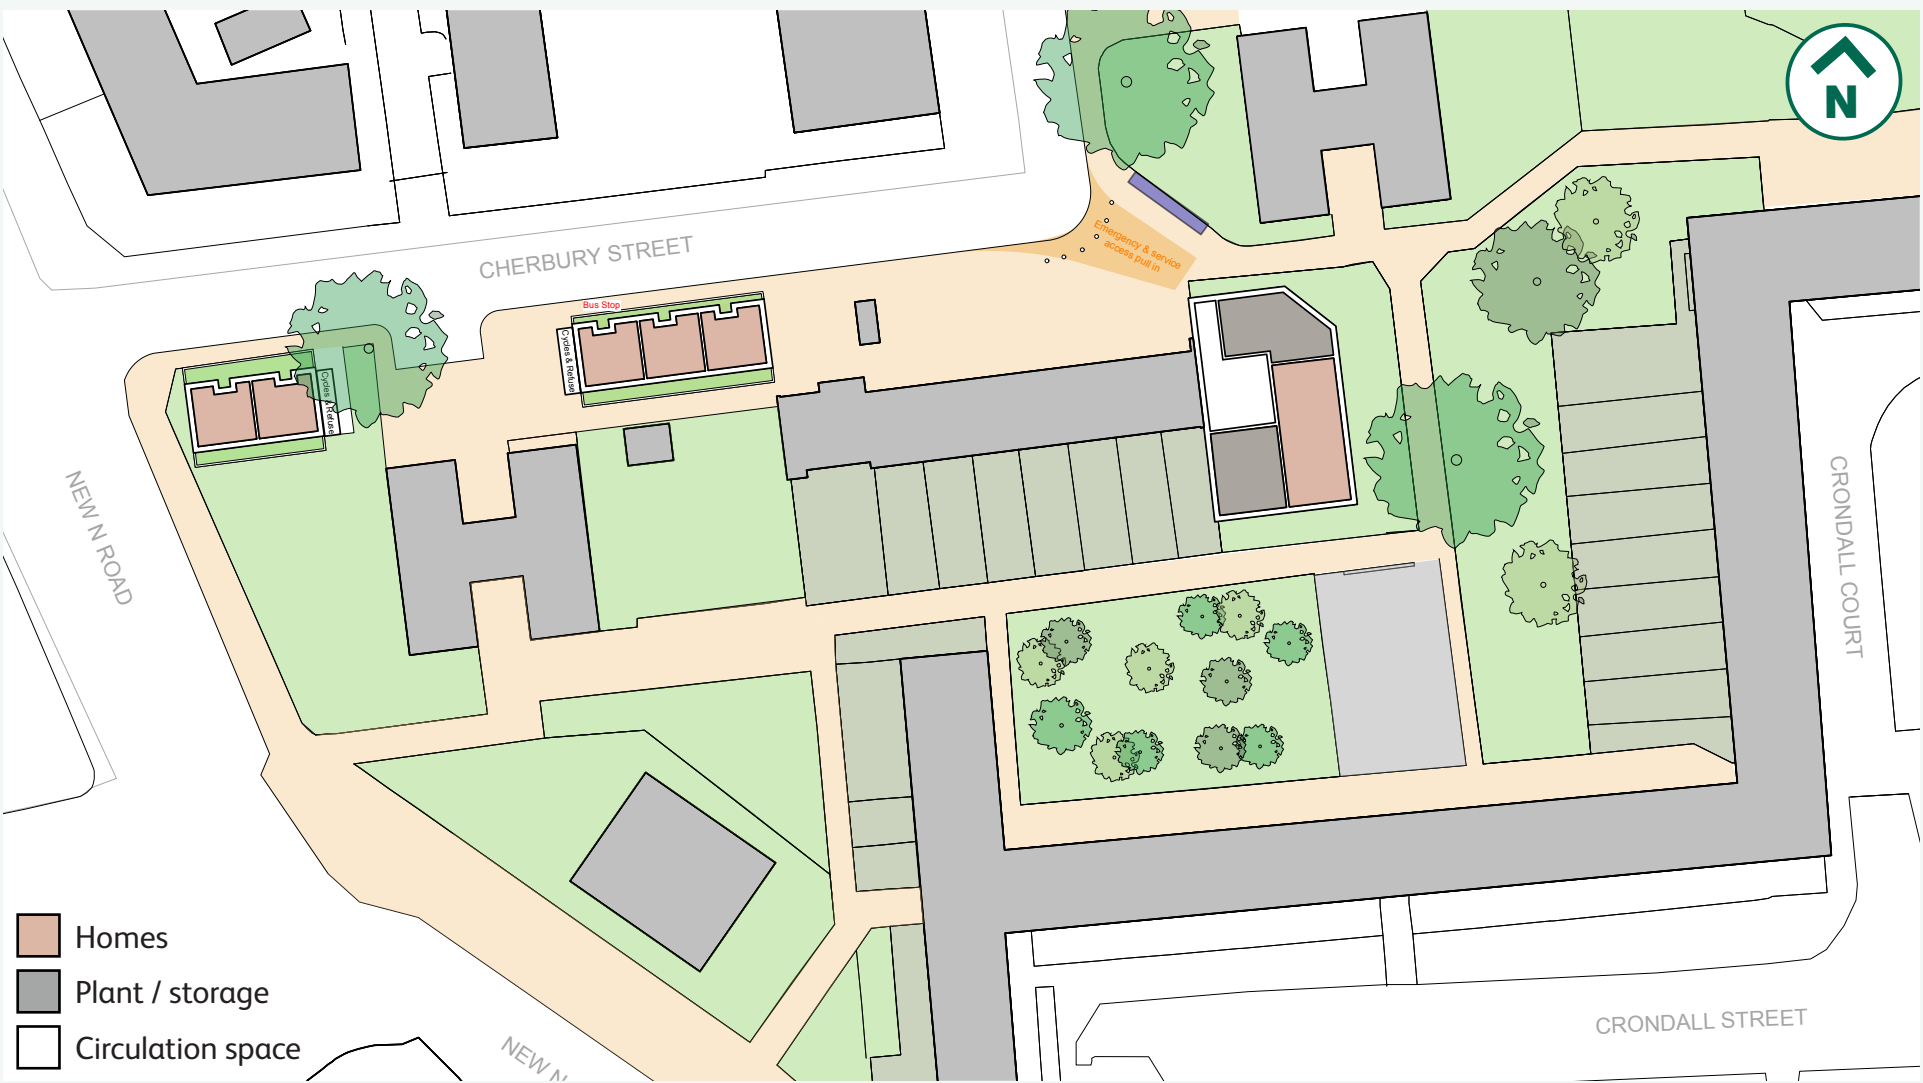 N
CHERBURY STREET
Emergency & service
access pull in
Bus Stop
Cycles & Refuse
Cycles & Refuse
NEW N ROAD
CRONDALL COURT
Homes
Plant / storage
Circulation space
NEW N
CRONDALL STREET